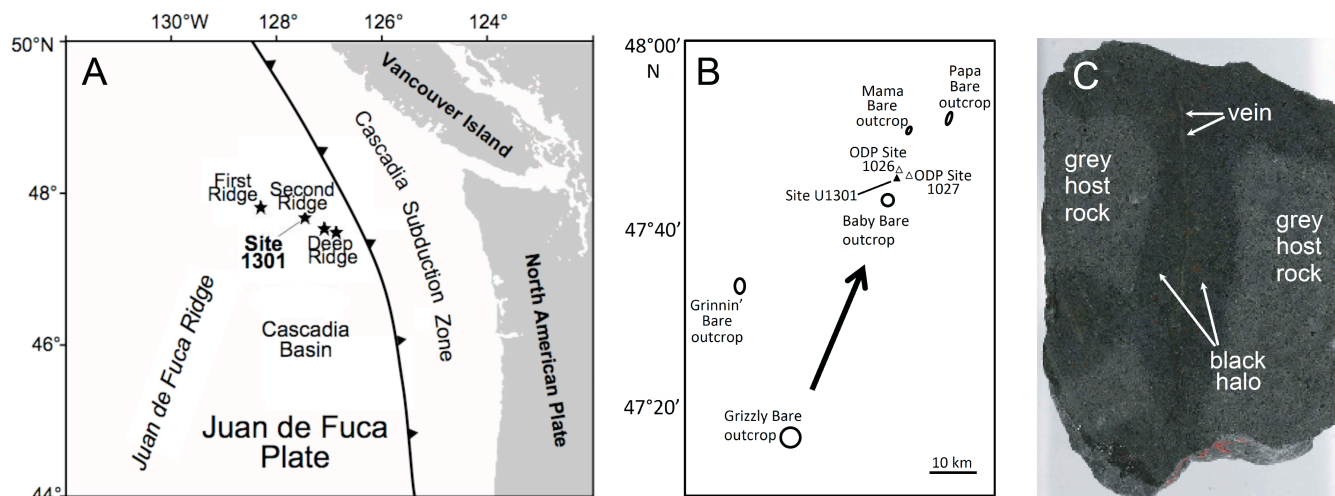 130°W 128° 126° 124°
50°N
48°
46°
44°
A
Vancouver Island
Cascadia Subduction Zone
First
Ridge
Second
Ridge
Site
1301
Deep
Ridge
Juan de Fuca Ridge
Cascadia
Basin
North American Plate
Juan de Fuca
Plate
48°00'
N
47°40'
47°20'
B
Papa
Bare
outcrop
Mama
Bare
outcrop
ODP Site
1026
ODP Site
1027
Site U1301
Baby Bare
outcrop
Grinnin'
Bare
outcrop
Grizzly Bare
outcrop
10 km
C
vein
grey
host
rock
grey
host
rock
black
halo